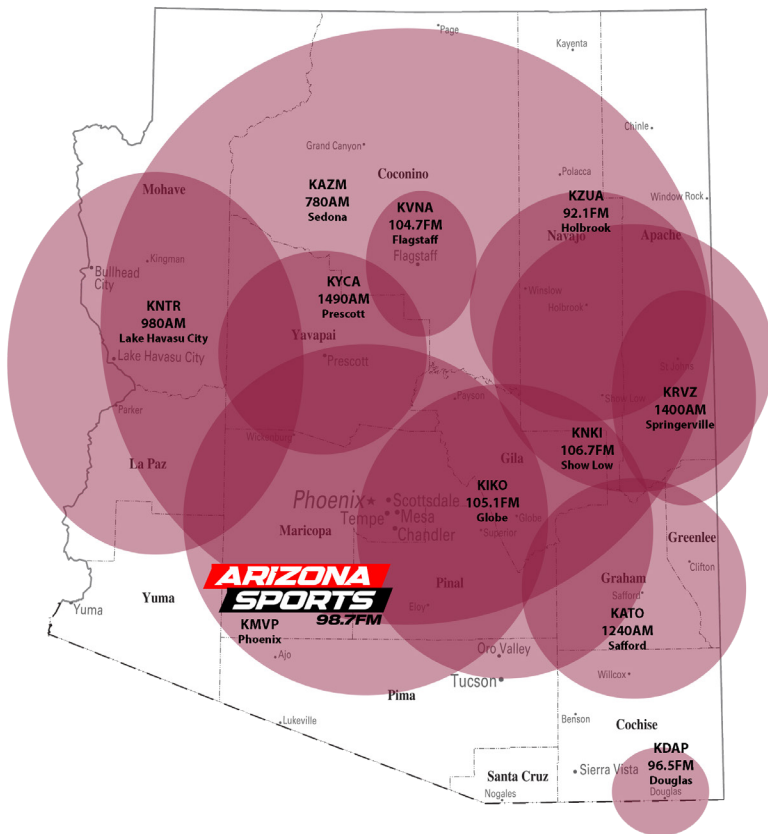 Page
Kayenta
Chinle
Grand Canyon
Polacca
Coconino
KAZM
780AM
Sedona
Mohave
KVNA
104.7FM
Flagstaff
Flagstaff
KZUA
92.1FM
Holbrook
Window Rock
Navajo
Apache
Kingman
Bullhead
City
KYCA
1490AM
Prescott
Winslow
Holbrook
KNTR
980AM
Lake Havasu City
Lake Havasu City
Yavapai
Prescott
St Johns
KRVZ
1400AM
Springerville
Parker
Payson
Show Low
Wickenburg
KNKI
106.7FM
Show Low
La Paz
Gila
KIKO
105.1FM
Globe
Globe
Superior
Phoenix
Scottsdale
Tempe
Mesa
Chandler
Maricopa
Greenlee
Clifton
ARIZONA
SPORTS
98.7FM
KMVP
Phoenix
Yuma
Yuma
Pinal
Eloy
Graham
Safford
KATO
1240AM
Safford
Ajo
Oro Valley
Tucson
Willcox
Pima
Lukeville
Benson
Cochise
KDAP
96.5FM
Douglas
Sierra Vista
Santa Cruz
Nogales
Douglas